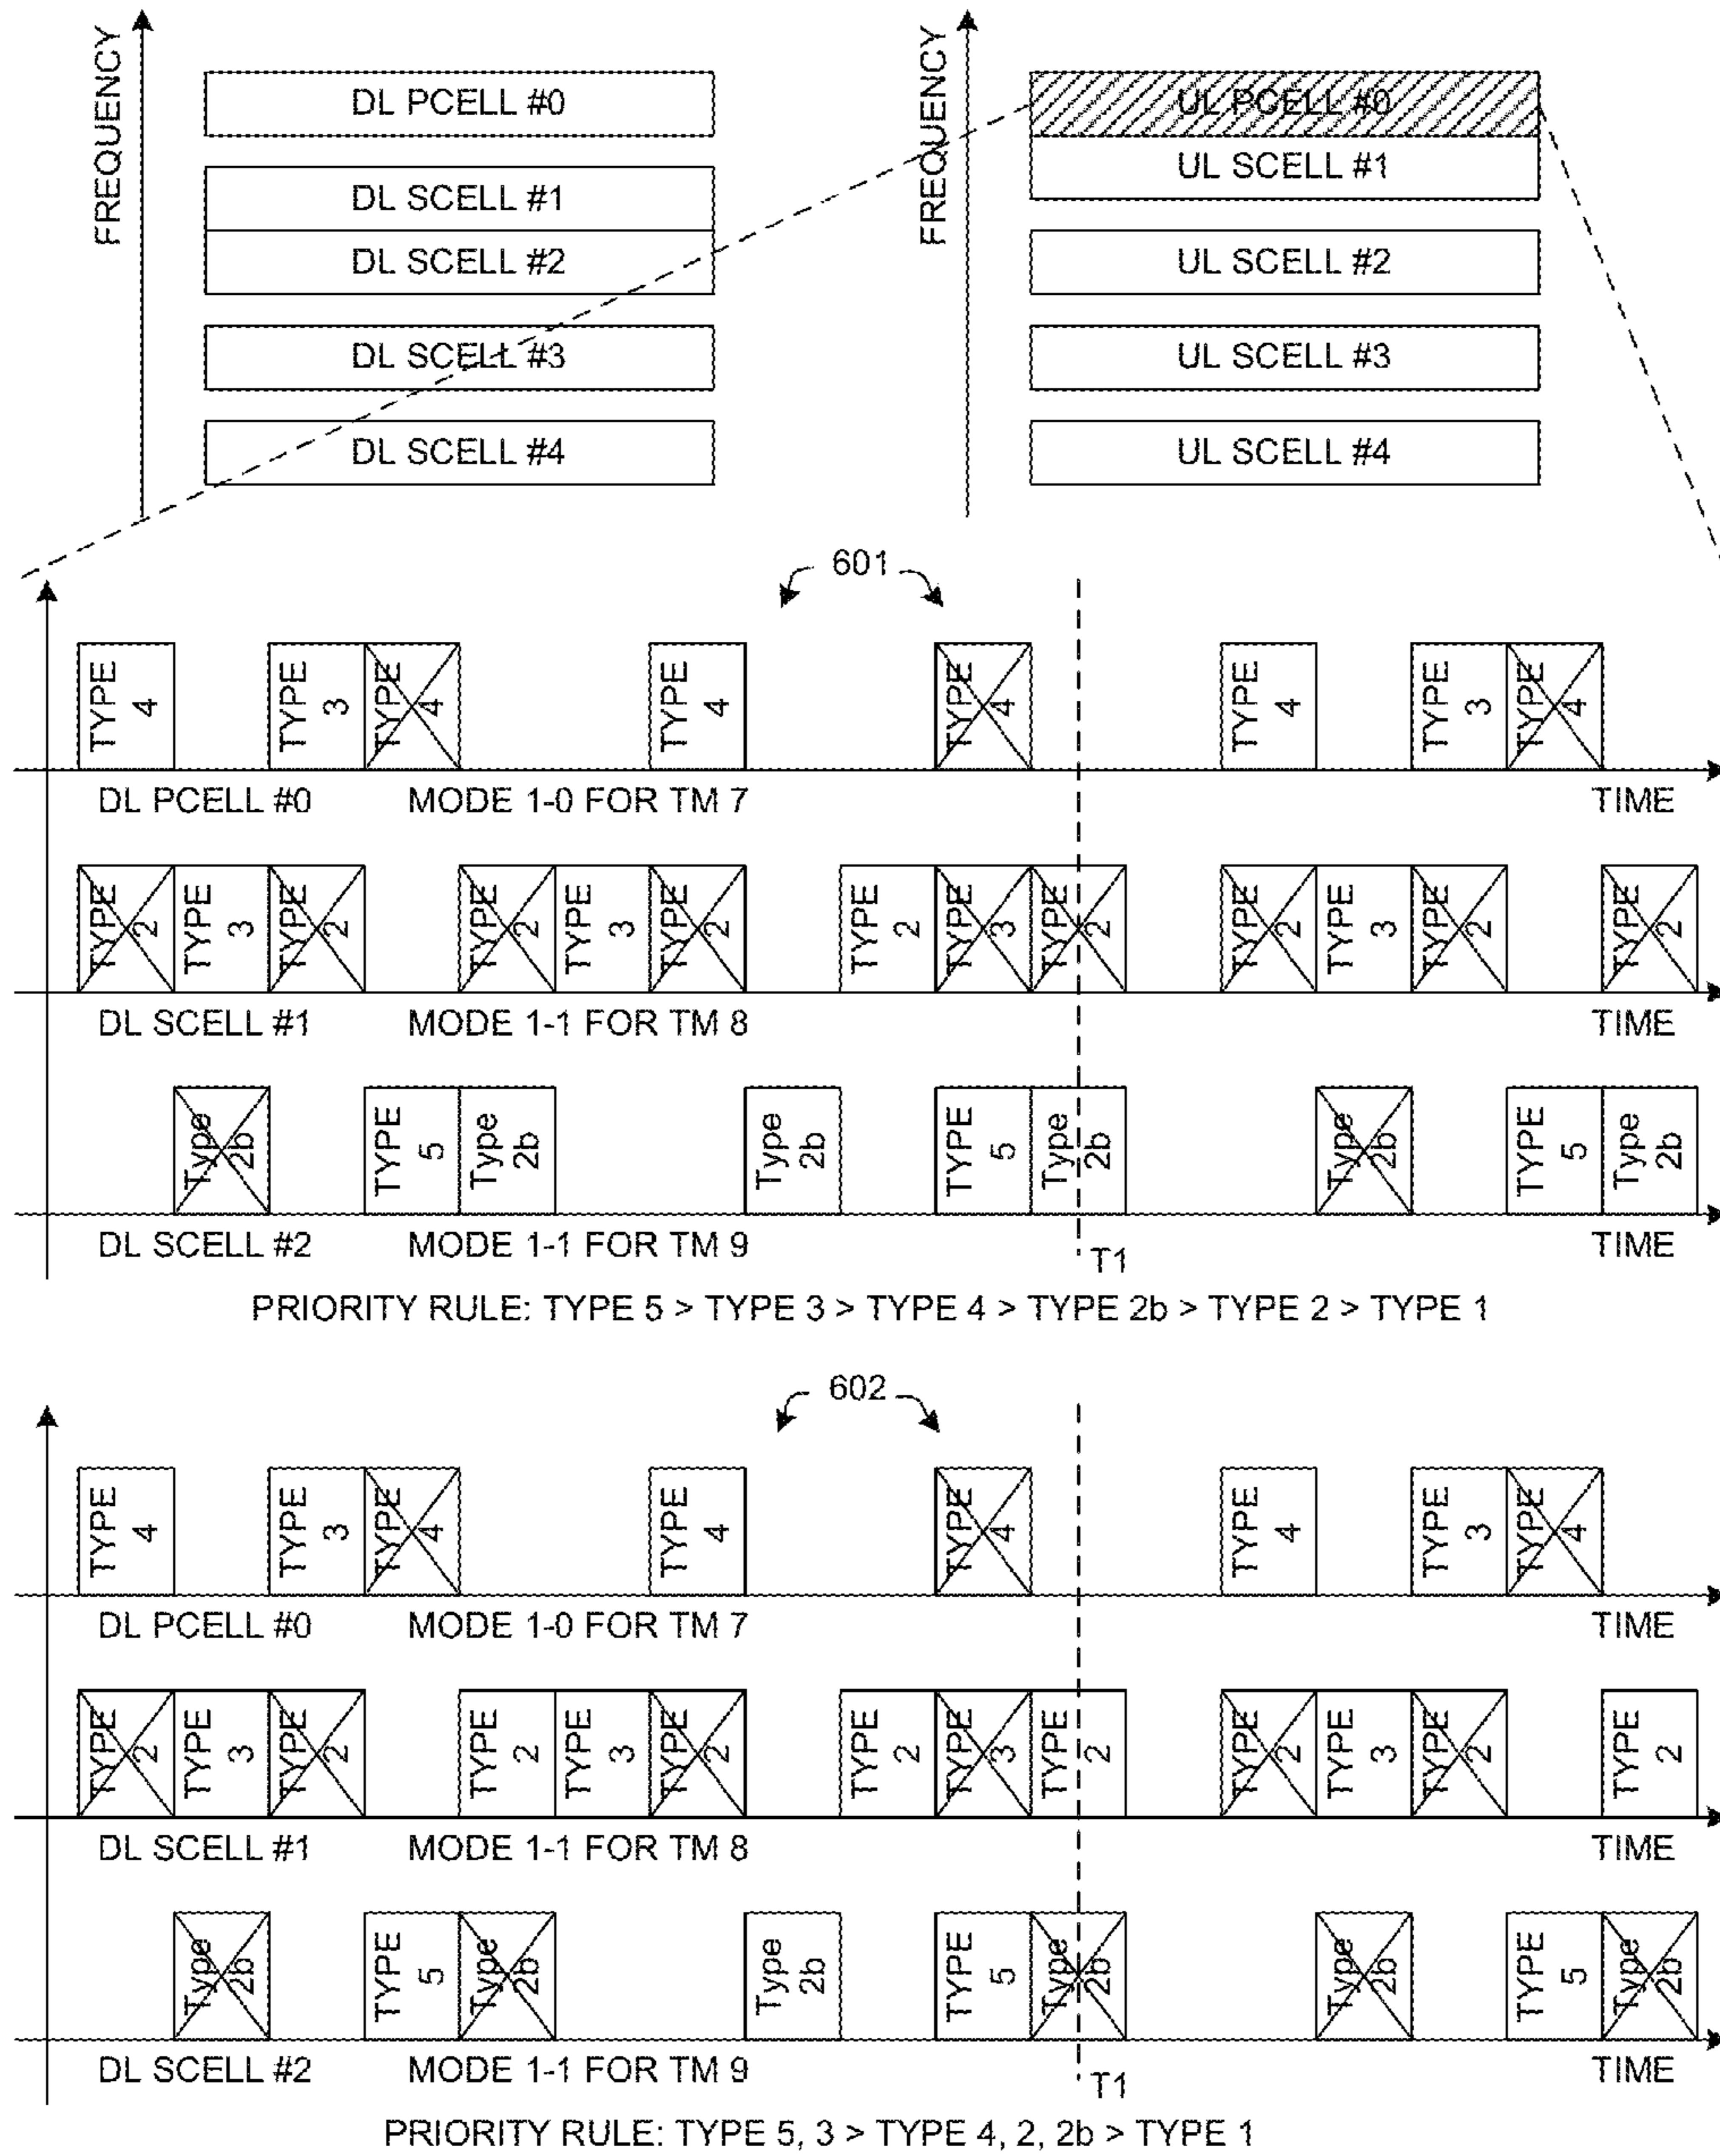 FREQUENCY
DL PCELL #0
DL SCELL #1
DL SCELL #2
DL SCELL #3
DL SCELL #4
FREQUENCY
UL PCELL #0
UL SCELL #1
UL SCELL #2
UL SCELL #3
UL SCELL #4
601
TYPE 4
TYPE 3
TYPE 4
TYPE 4
TYPE 4
TYPE 4
TYPE 3
TYPE 4
DL PCELL #0 MODE 1-0 FOR TM 7 TIME
TYPE 2
TYPE 3
TYPE 2
TYPE 2
TYPE 3
TYPE 2
TYPE 2
TYPE 3
TYPE 2
TYPE 2
TYPE 3
TYPE 2
TYPE 2
DL SCELL #1 MODE 1-1 FOR TM 8 TIME
Type 2b
TYPE 5
Type 2b
Type 2b
TYPE 5
Type 2b
Type 2b
TYPE 5
Type 2b
DL SCELL #2 MODE 1-1 FOR TM 9 T1 TIME
PRIORITY RULE: TYPE 5 > TYPE 3 > TYPE 4 > TYPE 2b > TYPE 2 > TYPE 1
602
TYPE 4
TYPE 3
TYPE 4
TYPE 4
TYPE 4
TYPE 4
TYPE 3
TYPE 4
DL PCELL #0 MODE 1-0 FOR TM 7 TIME
TYPE 2
TYPE 3
TYPE 2
TYPE 2
TYPE 3
TYPE 2
TYPE 2
TYPE 3
TYPE 2
TYPE 2
TYPE 3
TYPE 2
TYPE 2
DL SCELL #1 MODE 1-1 FOR TM 8 TIME
Type 2b
TYPE 5
Type 2b
Type 2b
TYPE 5
Type 2b
Type 2b
TYPE 5
Type 2b
DL SCELL #2 MODE 1-1 FOR TM 9 T1 TIME
PRIORITY RULE: TYPE 5, 3 > TYPE 4, 2, 2b > TYPE 1